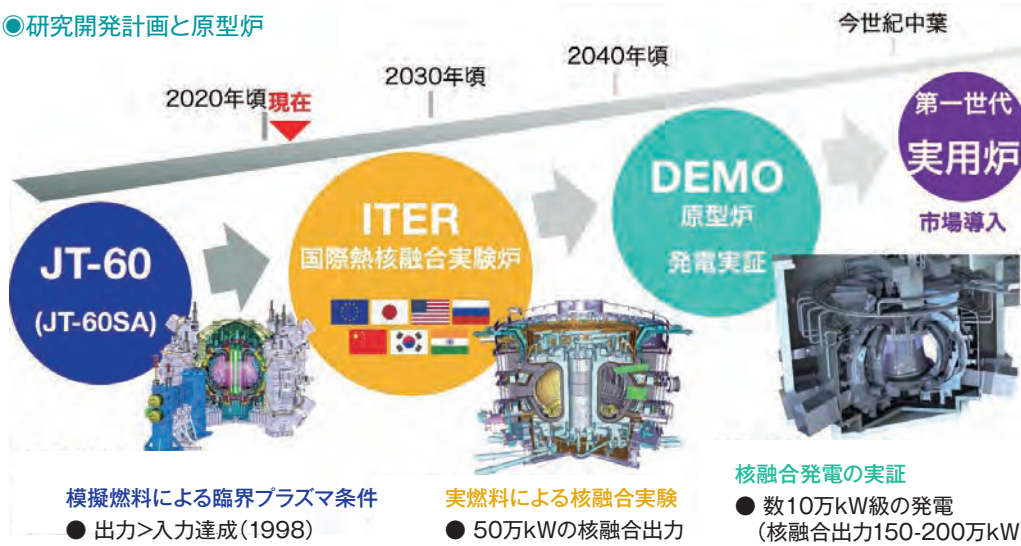 ◉研究開発計画と原型炉
今世紀中葉
2040年頃
2030年頃
2020年頃
現在
第一世代
実用炉
市場導入
DEMO
原型炉
発電実証
ITER
国際熱核融合実験炉
JT-60
(JT-60SA)
模擬燃料による臨界プラズマ条件
● 出力>入力達成(1998)
実燃料による核融合実験
● 50万kWの核融合出力
核融合発電の実証
● 数10万kW級の発電
(核融合出力150-200万kW